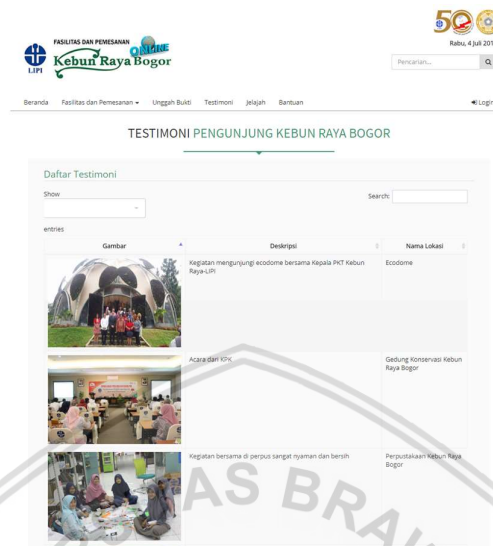 50
Rabu, 4 Juli 201
FASILITAS DAN PEMESANAN
ONLINE
Kebun Raya Bogor
LIPI
Pencarian...
Beranda Fasilitas dan Pemesanan Unggah Bukti Testimoni Jelajah Bantuan Login
TESTIMONI PENGUNJUNG KEBUN RAYA BOGOR
Daftar Testimoni
Show
Search:
entries
Gambar Deskripsi Nama Lokasi
Kegiatan mengunjungi ecodome bersama Kepala PKT Kebun Ecodome
Raya-LIPI
Acara dari KPK Gedung Konservasi Kebun
Raya Bogor
Kegiatan bersama di perpus sangat nyaman dan bersih Perpustakaan Kebun Raya
Bogor
AS BRA